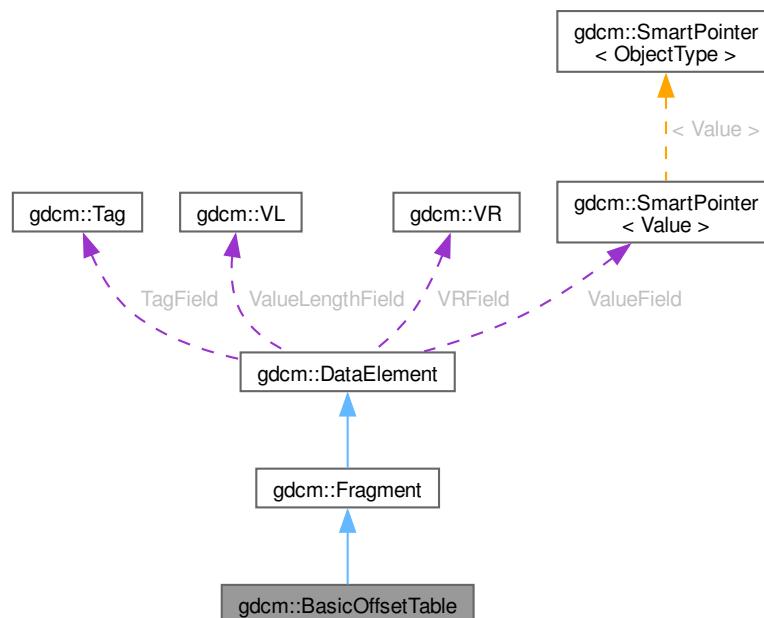 gdcm::SmartPointer
< ObjectType >
< Value >
gdcm::Tag
gdcm::VL
gdcm::VR
gdcm::SmartPointer
< Value >
TagField
ValueLengthField
VRField
ValueField
gdcm::DataElement
gdcm::Fragment
gdcm::BasicOffsetTable